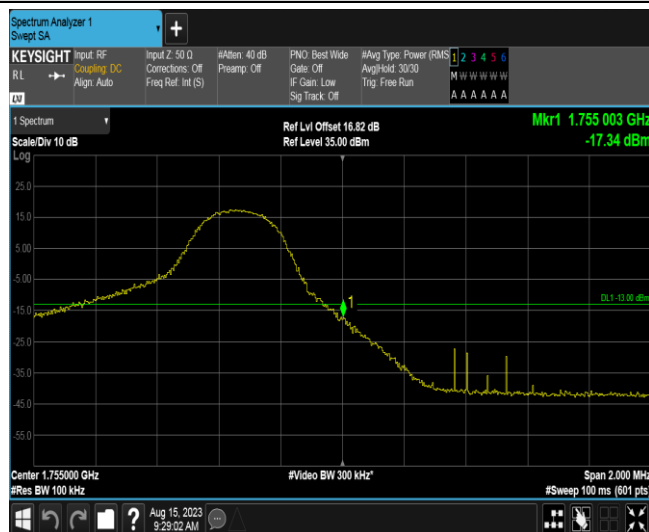 Spectrum Analyzer 1
Swept SA
KEYSIGHT
RL
LXI
Input: RF
Coupling: DC
Align: Auto
Input Z: 50 Ω
Corrections: Off
Freq Ref: Int (S)
#Atten: 40 dB
Preamp: Off
PNO: Best Wide
Gate: Off
IF Gain: Low
Sig Track: Off
#Avg Type: Power (RMS
Avg|Hold: 30/30
Trig: Free Run
1 2 3 4 5 6
M W W W W W
A A A A A A
1 Spectrum
Scale/Div 10 dB
Log
Ref Lvl Offset 16.82 dB
Ref Level 35.00 dBm
Mkr1 1.755 003 GHz
-17.34 dBm
25.0
15.0
5.00
-5.00
-15.0
-25.0
-35.0
-45.0
-55.0
1
DL1 -13.00 dBm
Center 1.755000 GHz
#Res BW 100 kHz
#Video BW 300 kHz*
Span 2.000 MHz
#Sweep 100 ms (601 pts)
?
Aug 15, 2023
9:29:02 AM